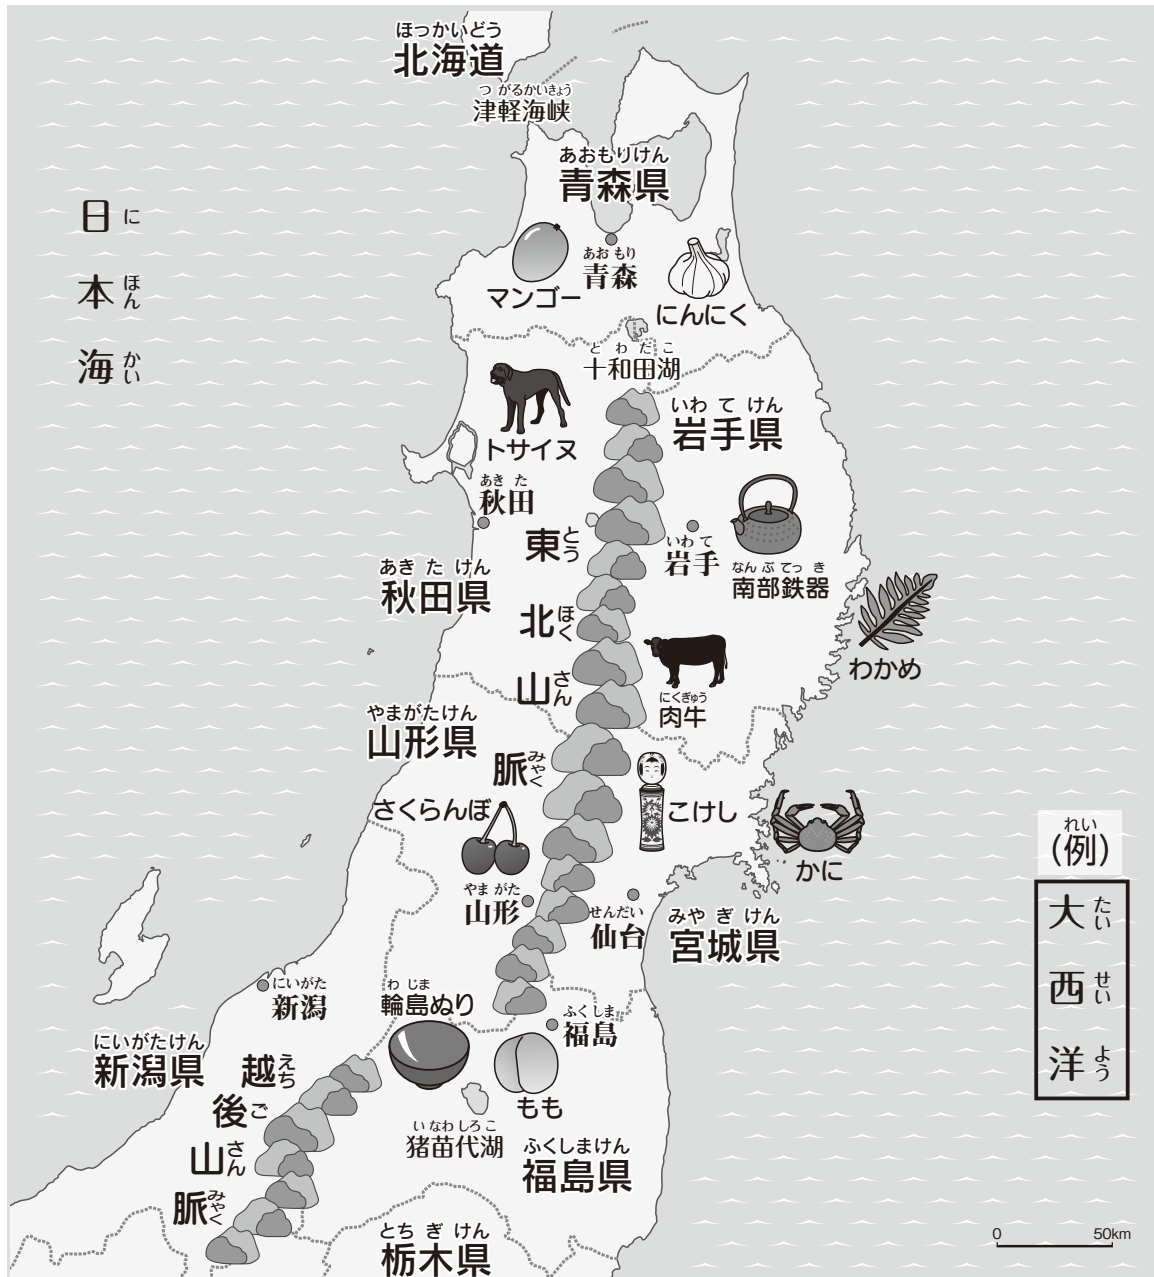 ほっかいどう
北海道
つがるかいきょう
津軽海峡
あおもりけん
青森県
日本海
にほんかい
あおもり
青森
マンゴー
にんにく
とわだこ
十和田湖
トサイヌ
いわてけん
岩手県
あきた
秋田
いわて
岩手
なんぶてっき
南部鉄器
あきたけん
秋田県
東北山脈
とうほくさんみゃく
わかめ
にくぎゅう
肉牛
やまがたけん
山形県
さくらんぼ
こけし
かに
やまがた
山形
せんだい
仙台
みやぎけん
宮城県
れい
(例)
大西洋
たいせいよう
にいがた
新潟
わじま
輪島ぬり
ふくしま
福島
にいがたけん
新潟県
越後山脈
えちごさんみゃく
もも
いなわしろこ
猪苗代湖
ふくしまけん
福島県
とちぎけん
栃木県
0 50km